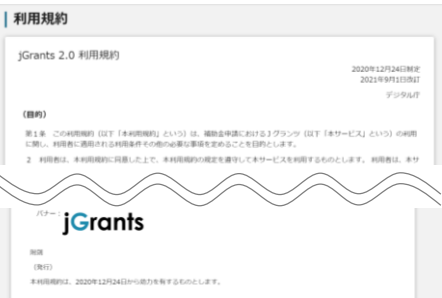 利用規約
jGrants 2.0 利用規約
2020年12月24日制定
2021年9月1日改訂
デジタル庁
（目的）
第１条　この利用規約（以下「本利用規約」という）は、補助金申請におけるＪグランツ（以下「本サービス」という）の利用
に関し、利用者に適用される利用条件その他の必要な事項を定めることを目的とします。
２　利用者は、本利用規約に同意した上で、本利用規約の規定を遵守して本サービスを利用するものとします。 利用者は、本サ
バナー：jGrants
附則
（発行）
本利用規約は、2020年12月24日から効力を有するものとします。